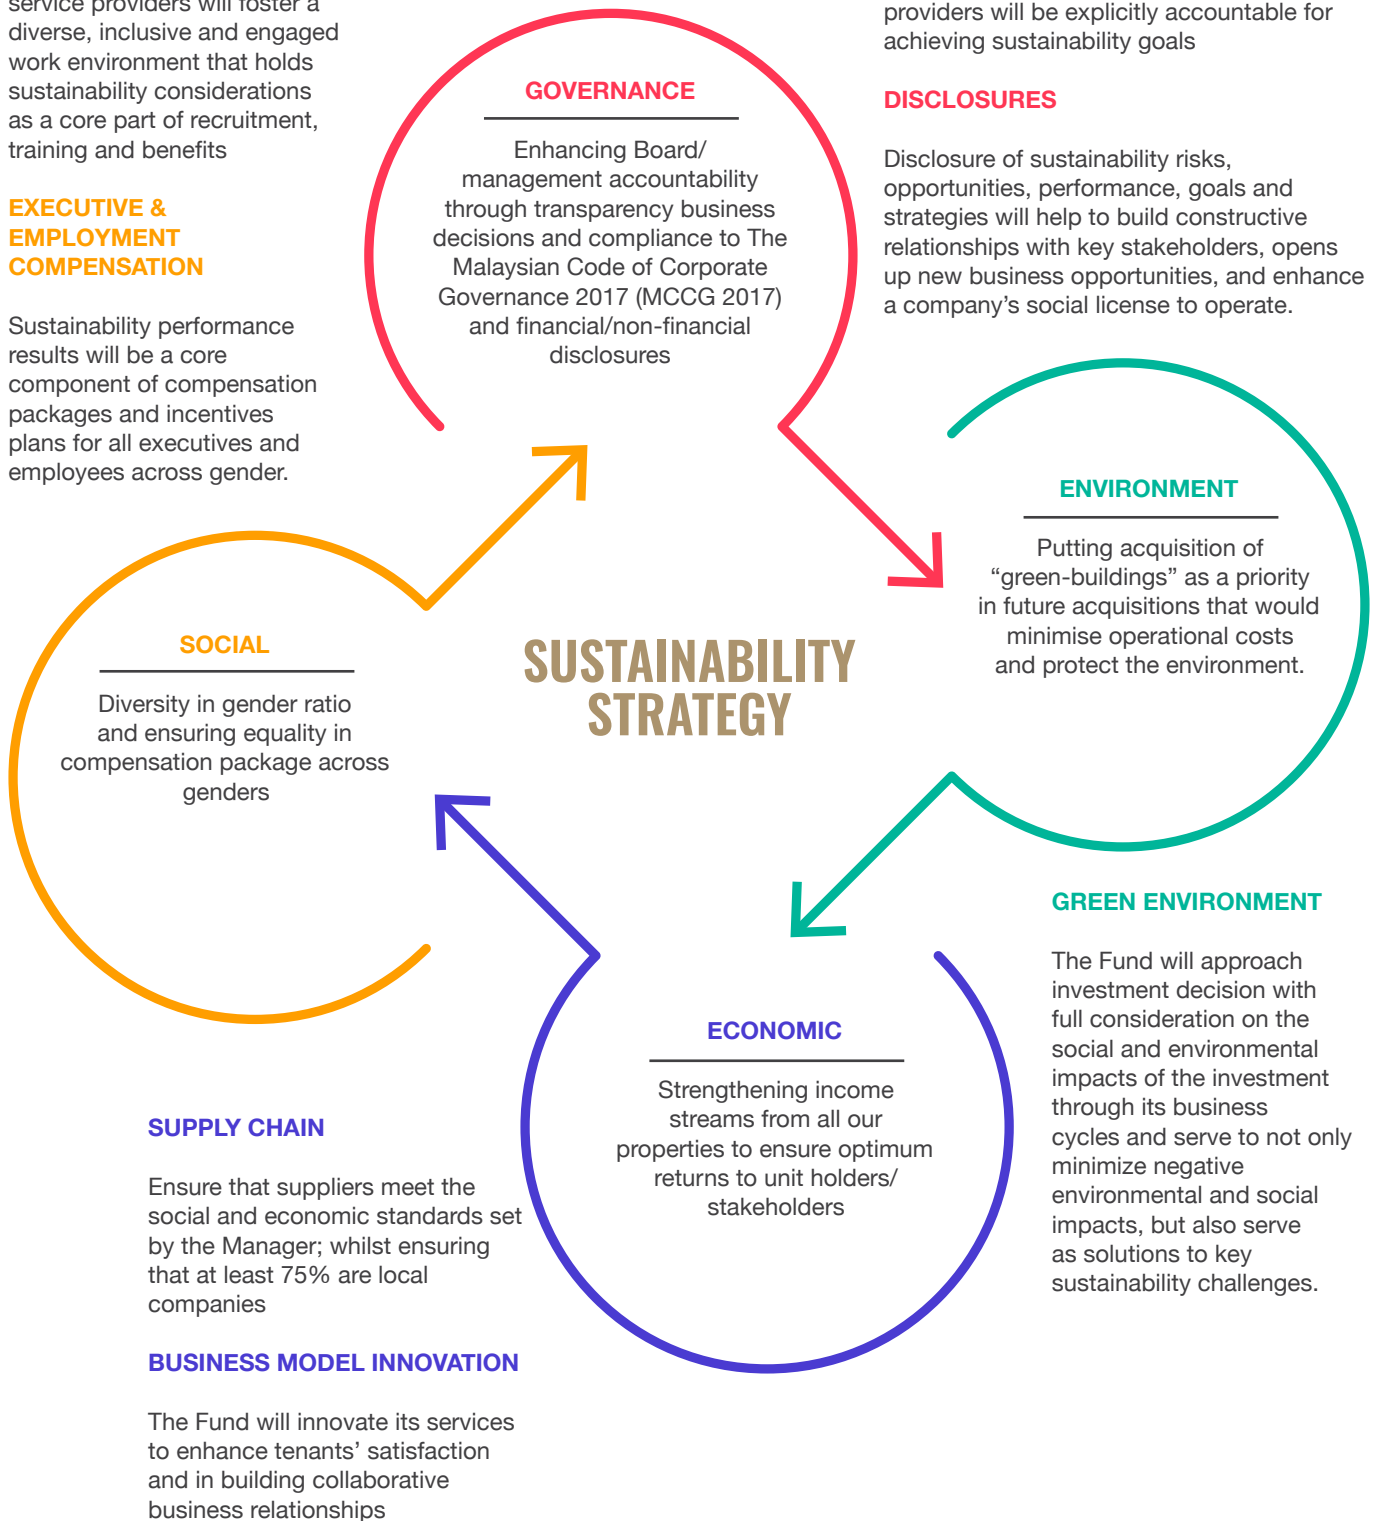 service providers will foster a
diverse, inclusive and engaged
work environment that holds
sustainability considerations
as a core part of recruitment,
training and benefits
EXECUTIVE &
EMPLOYMENT
COMPENSATION
Sustainability performance
results will be a core
component of compensation
packages and incentives
plans for all executives and
employees across gender.
GOVERNANCE
Enhancing Board/
management accountability
through transparency business
decisions and compliance to The
Malaysian Code of Corporate
Governance 2017 (MCCG 2017)
and financial/non-financial
disclosures
providers will be explicitly accountable for
achieving sustainability goals
DISCLOSURES
Disclosure of sustainability risks,
opportunities, performance, goals and
strategies will help to build constructive
relationships with key stakeholders, opens
up new business opportunities, and enhance
a company's social license to operate.
ENVIRONMENT
Putting acquisition of
“green-buildings” as a priority
in future acquisitions that would
minimise operational costs
and protect the environment.
SOCIAL
Diversity in gender ratio
and ensuring equality in
compensation package across
genders
SUSTAINABILITY
STRATEGY
GREEN ENVIRONMENT
The Fund will approach
investment decision with
full consideration on the
social and environmental
impacts of the investment
through its business
cycles and serve to not only
minimize negative
environmental and social
impacts, but also serve
as solutions to key
sustainability challenges.
ECONOMIC
Strengthening income
streams from all our
properties to ensure optimum
returns to unit holders/
stakeholders
SUPPLY CHAIN
Ensure that suppliers meet the
social and economic standards set
by the Manager; whilst ensuring
that at least 75% are local
companies
BUSINESS MODEL INNOVATION
The Fund will innovate its services
to enhance tenants’ satisfaction
and in building collaborative
business relationships